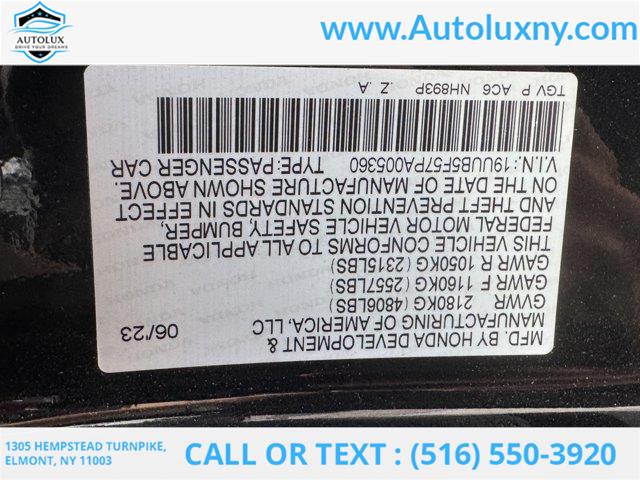 AUTOLUX
DRIVE YOUR DREAMS
www.Autoluxny.com
MFD. BY HONDA DEVELOPMENT &
MANUFACTURING OF AMERICA, LLC
06/'23
GVWR 2180KG (4806LBS)
GAWR F 1160KG (2557LBS)
GAWR R 1050KG (2315LBS)
THIS VEHICLE CONFORMS TO ALL APPLICABLE
FEDERAL MOTOR VEHICLE SAFETY, BUMPER,
AND THEFT PREVENTION STANDARDS IN EFFECT
ON THE DATE OF MANUFACTURE SHOWN ABOVE.
V.I.N.:19UUB5F57PA005360 TYPE:PASSENGER CAR
TGV P AC6 NH893P .Z .A
1305 HEMPSTEAD TURNPIKE,
ELMONT, NY 11003
CALL OR TEXT : (516) 550-3920